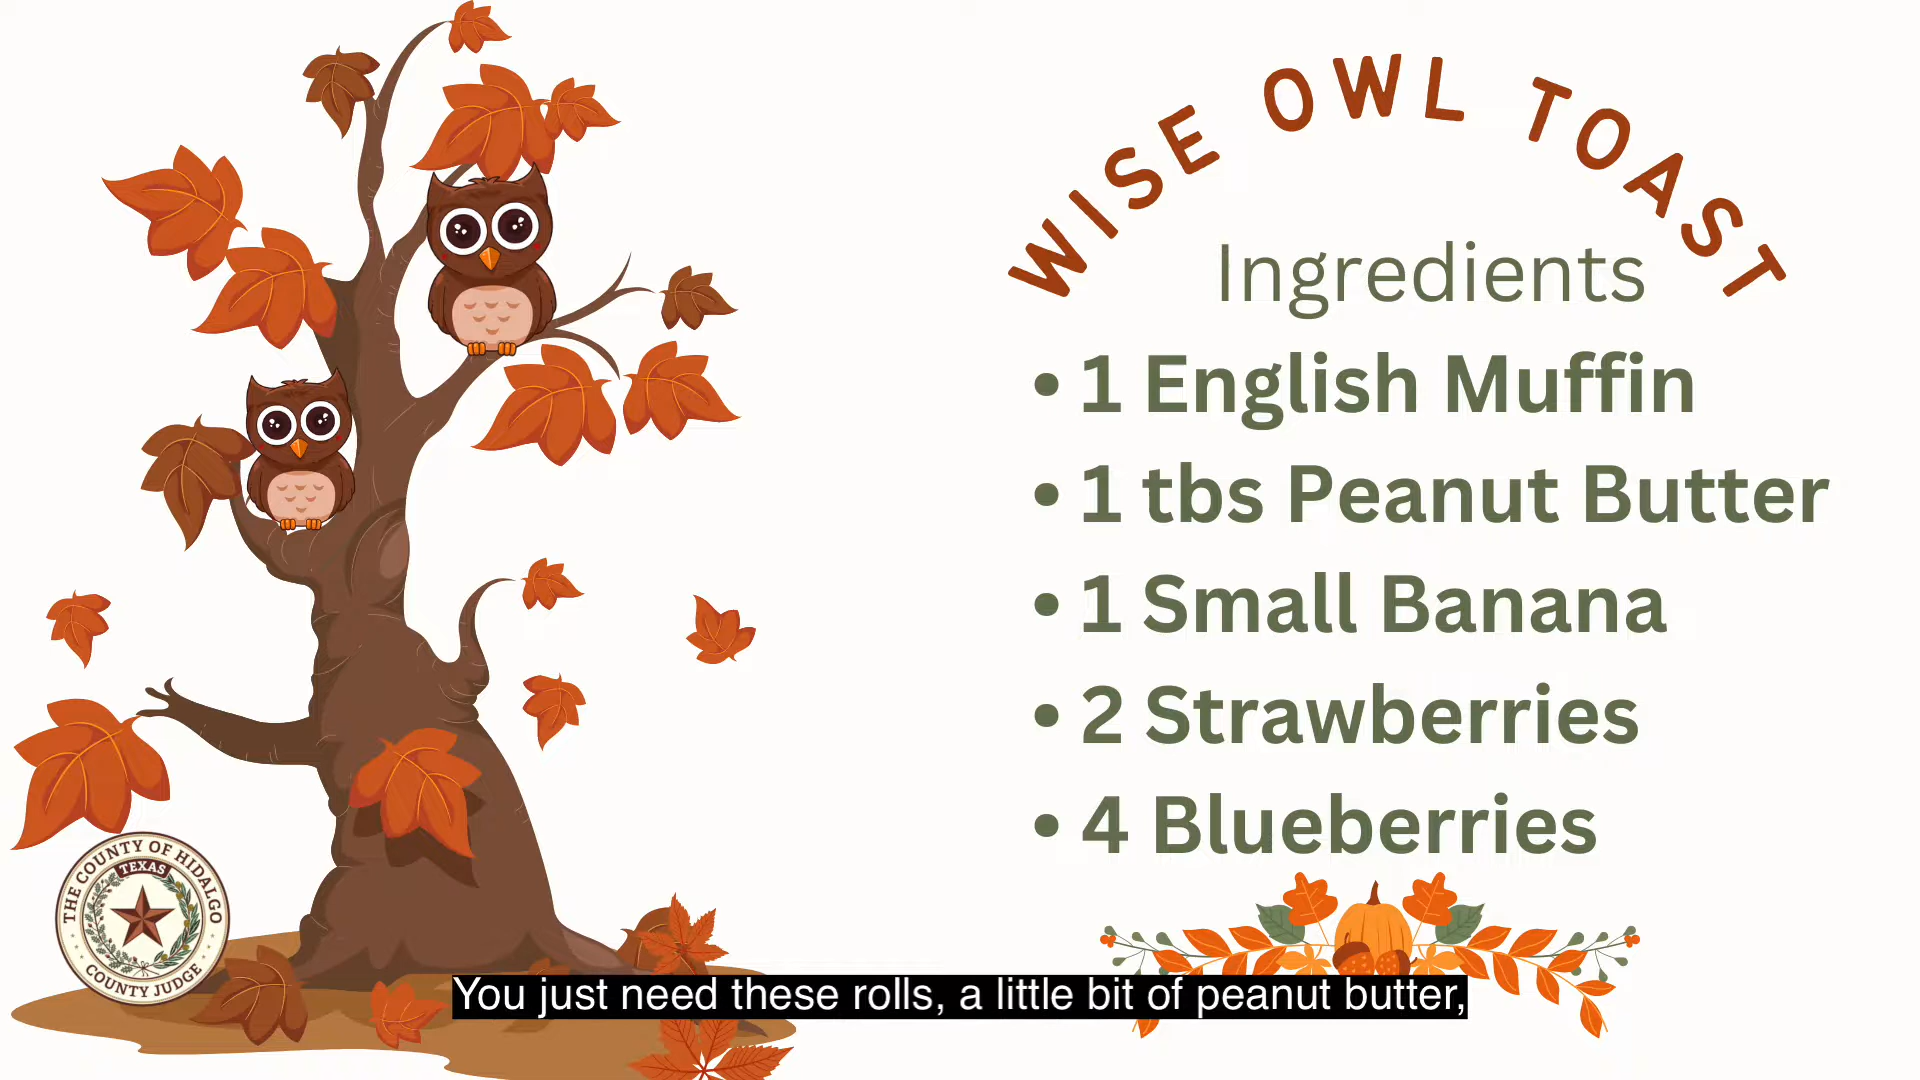 WISE OWL TOAST
Ingredients
• 1 English Muffin
• 1 tbs Peanut Butter
• 1 Small Banana
• 2 Strawberries
• 4 Blueberries
THE COUNTY OF HIDALGO
TEXAS
COUNTY JUDGE
You just need these rolls, a little bit of peanut butter,